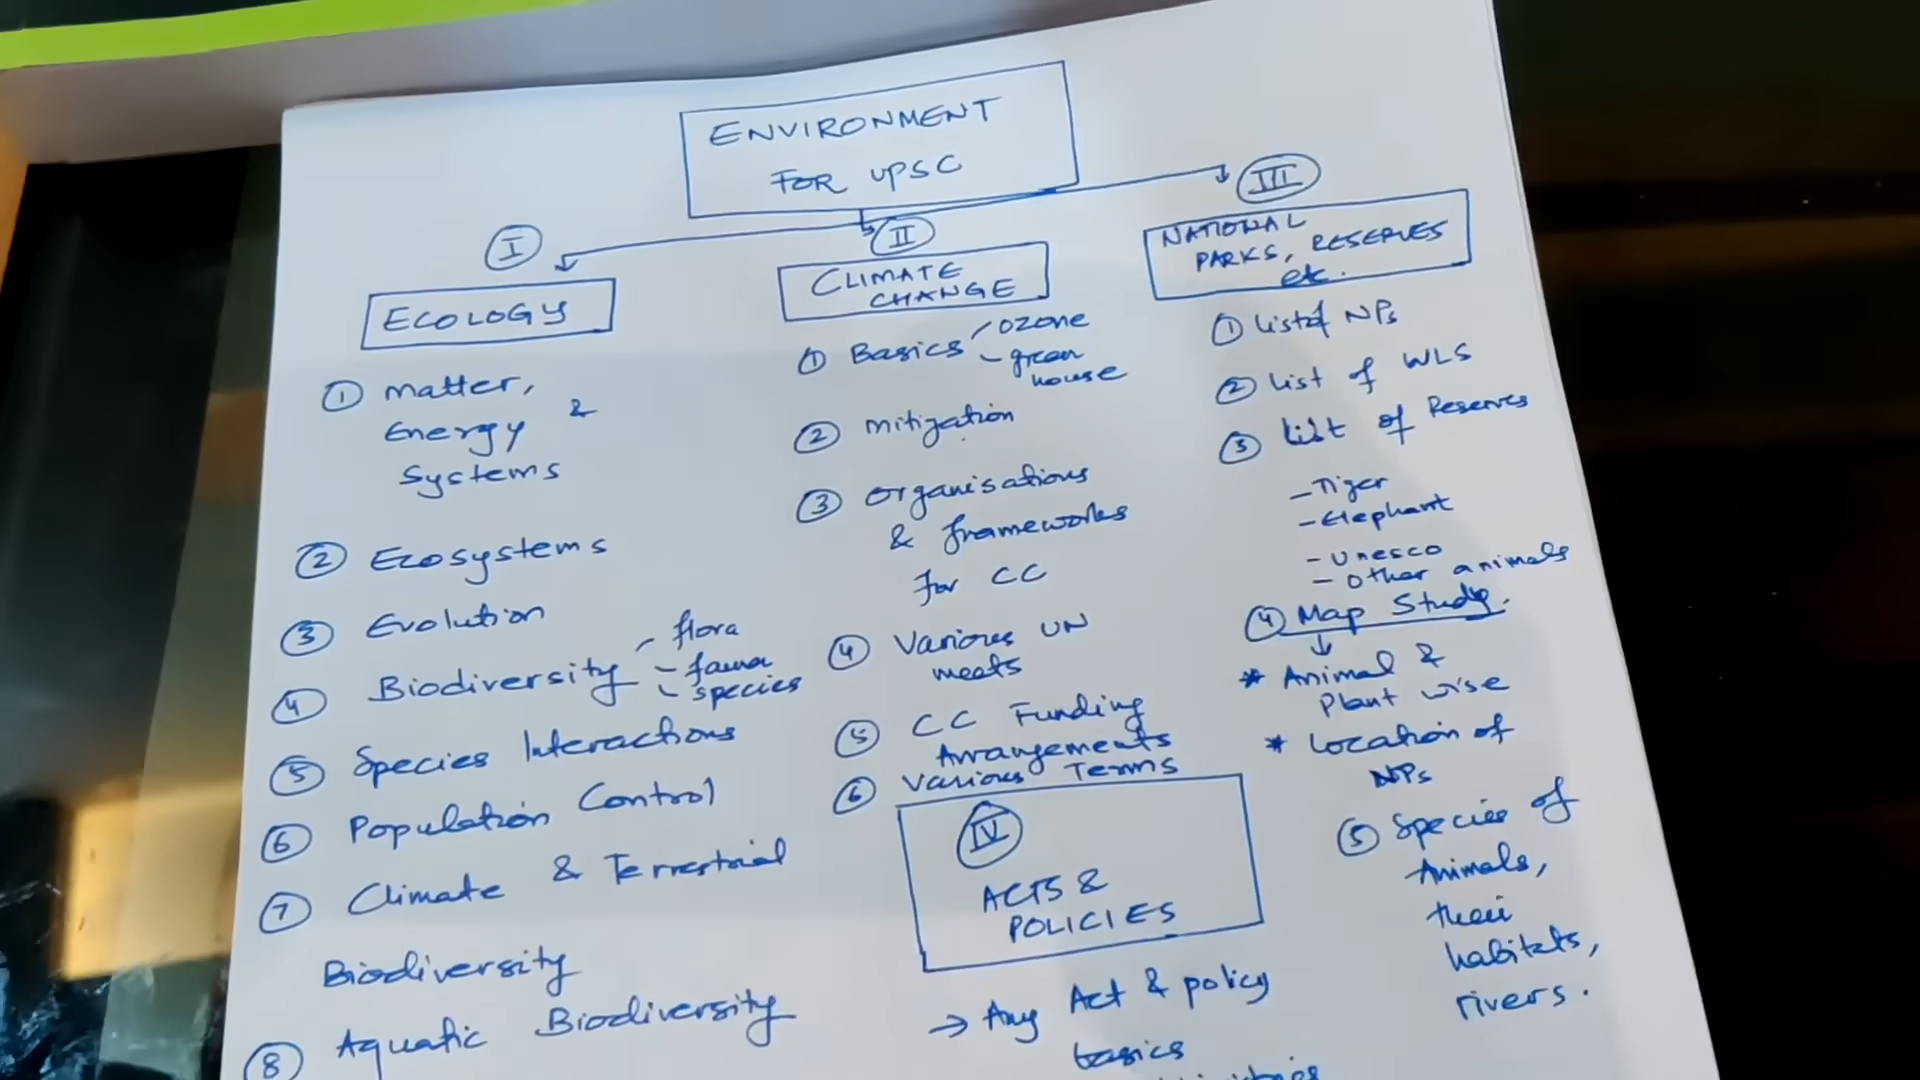 ENVIRONMENT
FOR UPSC
I
ECOLOGY
① Matter,
Energy &
Systems
② Ecosystems
③ Evolution
④ Biodiversity - flora
- fauna
- species
⑤ Species Interactions
⑥ Population Control
⑦ Climate & Terrestrial
Biodiversity
⑧ Aquatic Biodiversity
II
CLIMATE
CHANGE
① Basics - ozone
- green
house
② Mitigation
③ Organisations
& frameworks
for CC
④ Various UN
meets
⑤ CC Funding
Arrangements
⑥ Various Terms
IV
ACTS &
POLICIES
→ Any Act & policy
basics
III
NATIONAL
PARKS, RESERVES
etc.
① List of NPs
② List of WLS
③ List of Reserves
- Tiger
- Elephant
- Unesco
- Other animals
④ Map Study.
* Animal &
Plant wise
* Location of
NPs
⑤ Species of
Animals,
their
habitats,
rivers.